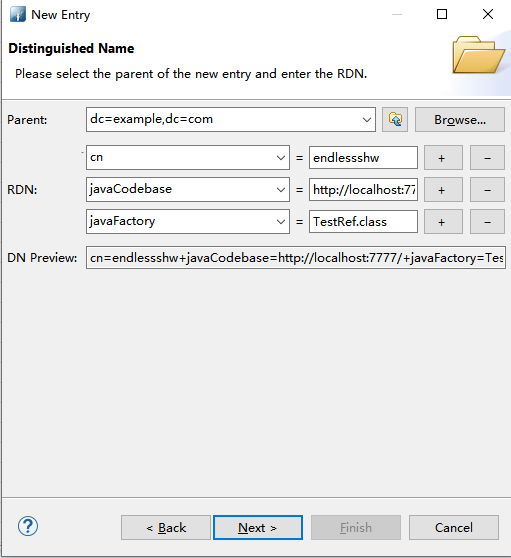 New Entry
Distinguished Name
Please select the parent of the new entry and enter the RDN.
Parent: dc=example,dc=com Browse...
cn = endlessshw + −
RDN: javaCodebase = http://localhost:77 + −
javaFactory = TestRef.class + −
DN Preview: cn=endlessshw+javaCodebase=http://localhost:7777/+javaFactory=Tes
? < Back Next > Finish Cancel